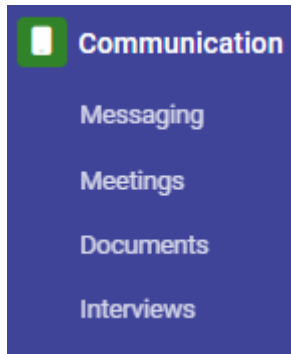 Communication
Messaging
Meetings
Documents
Interviews